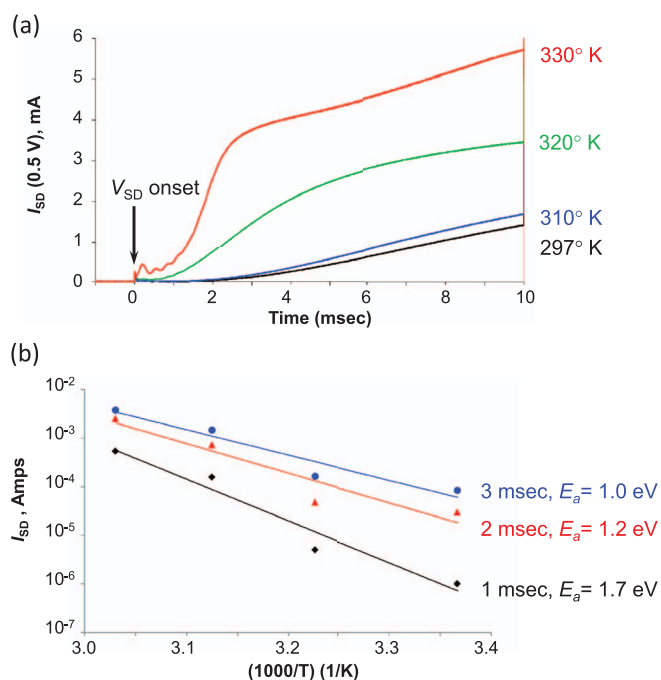 (a)
6
5
4
3
2
1
0
I_SD (0.5 V), mA
V_SD onset
330° K
320° K
310° K
297° K
0
2
4
6
8
10
Time (msec)
(b)
10^-2
10^-3
10^-4
10^-5
10^-6
10^-7
I_SD , Amps
3 msec, E_a= 1.0 eV
2 msec, E_a= 1.2 eV
1 msec, E_a= 1.7 eV
3.0
3.1
3.2
3.3
3.4
(1000/T) (1/K)